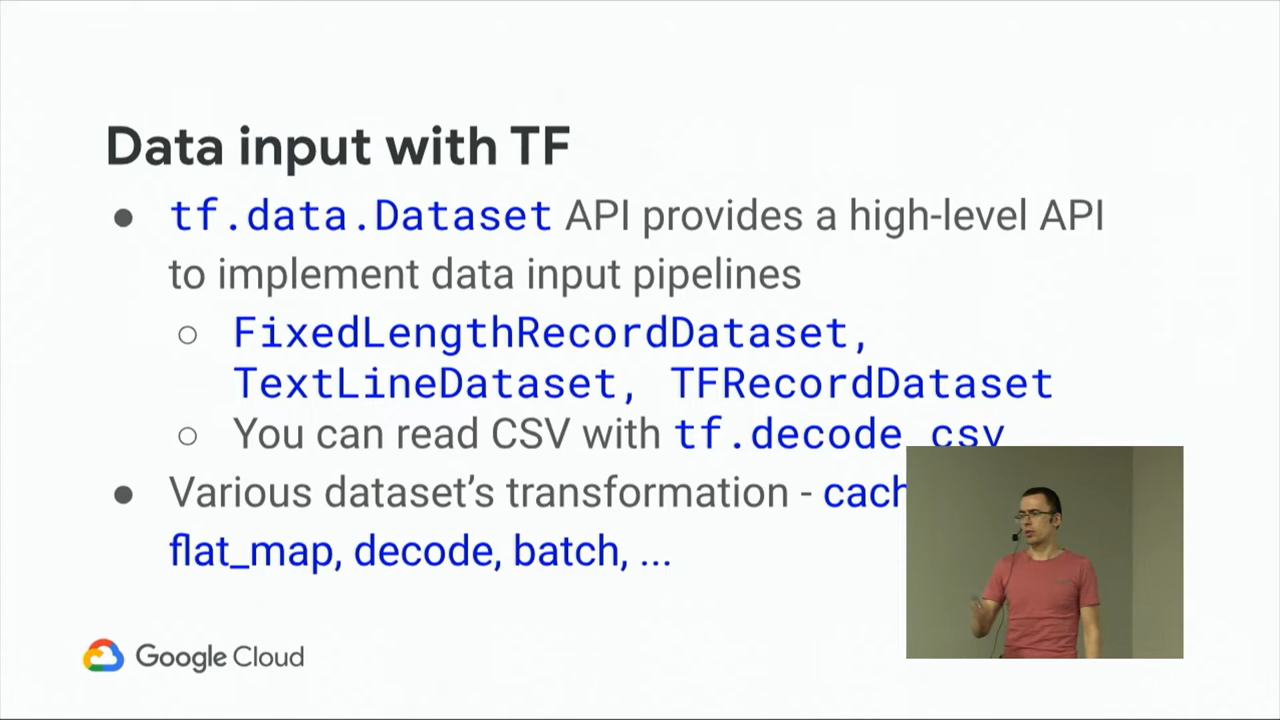 Data input with TF
● tf.data.Dataset API provides a high-level API
to implement data input pipelines
○ FixedLengthRecordDataset,
TextLineDataset, TFRecordDataset
○ You can read CSV with tf.decode_csv
● Various dataset’s transformation -
flat_map, decode, batch, ...
Google Cloud